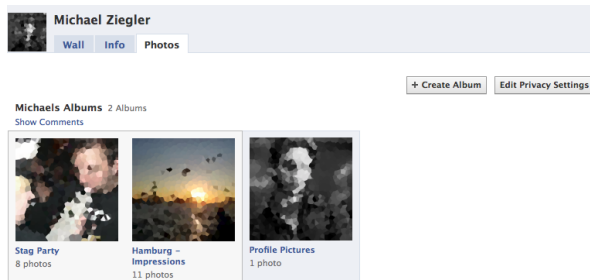 Michael Ziegler
Wall Info Photos
+ Create Album Edit Privacy Settings
Michaels Albums 2 Albums
Show Comments
Stag Party
8 photos
Hamburg –
Impressions
11 photos
Profile Pictures
1 photo